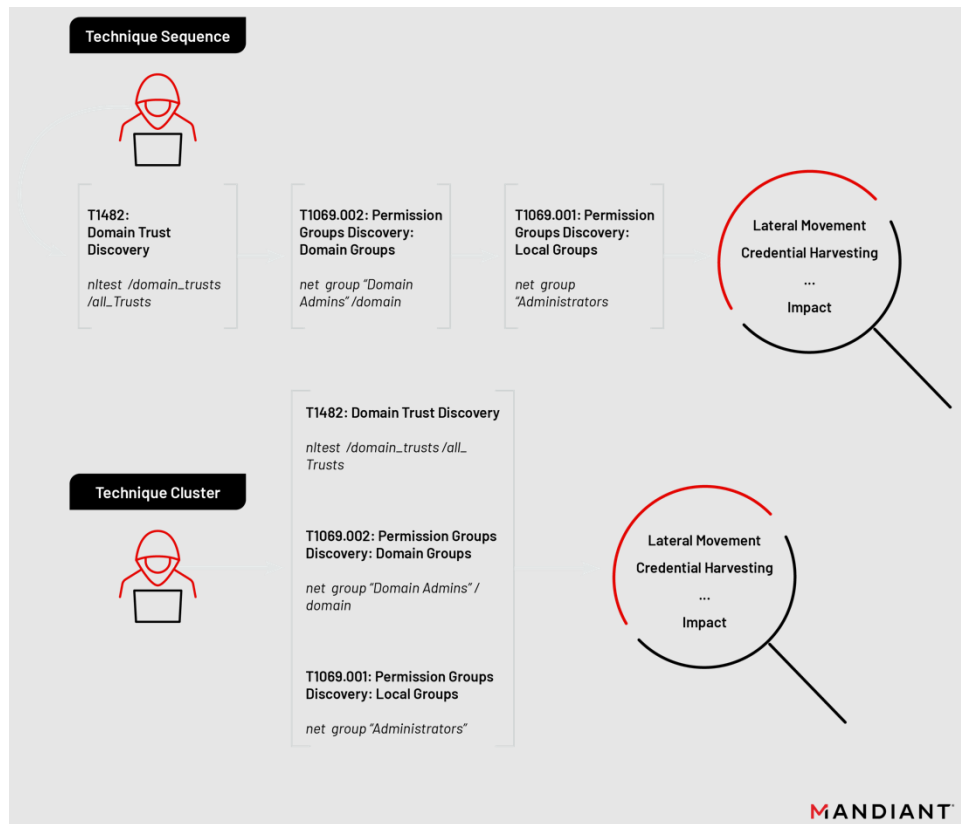 Technique Sequence
T1482:
Domain Trust
Discovery
nltest /domain_trusts
/all_Trusts
T1069.002: Permission
Groups Discovery:
Domain Groups
net group “Domain
Admins” /domain
T1069.001: Permission
Groups Discovery:
Local Groups
net group
“Administrators
Lateral Movement
Credential Harvesting
...
Impact
Technique Cluster
T1482: Domain Trust Discovery
nltest /domain_trusts /all_
Trusts
T1069.002: Permission Groups
Discovery: Domain Groups
net group “Domain Admins” /
domain
T1069.001: Permission Groups
Discovery: Local Groups
net group “Administrators”
Lateral Movement
Credential Harvesting
...
Impact
MANDIANT